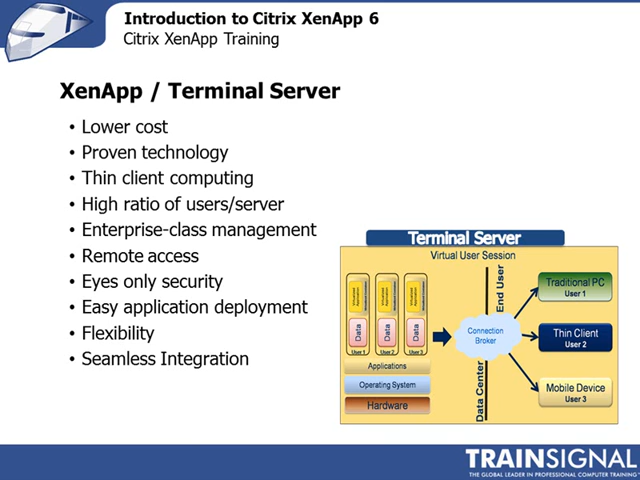 Introduction to Citrix XenApp 6
Citrix XenApp Training
XenApp / Terminal Server
• Lower cost
• Proven technology
• Thin client computing
• High ratio of users/server
• Enterprise-class management
• Remote access
• Eyes only security
• Easy application deployment
• Flexibility
• Seamless Integration
Terminal Server
Virtual User Session
Data
Data
Data
User 1
User 2
User 3
Applications
Operating System
Hardware
End User
Connection
Broker
Data Center
Traditional PC
User 1
Thin Client
User 2
Mobile Device
User 3
TRAINSIGNAL
THE GLOBAL LEADER IN PROFESSIONAL COMPUTER TRAINING